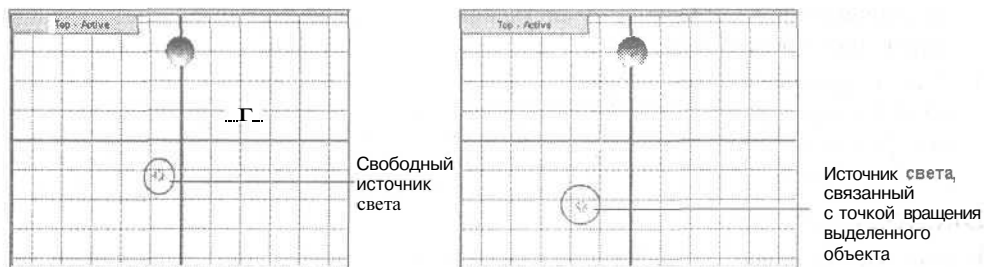 Top - Active
Г
Свободный
источник
света
Top - Active
Источник света,
связанный
с точкой вращения
выделенного
объекта